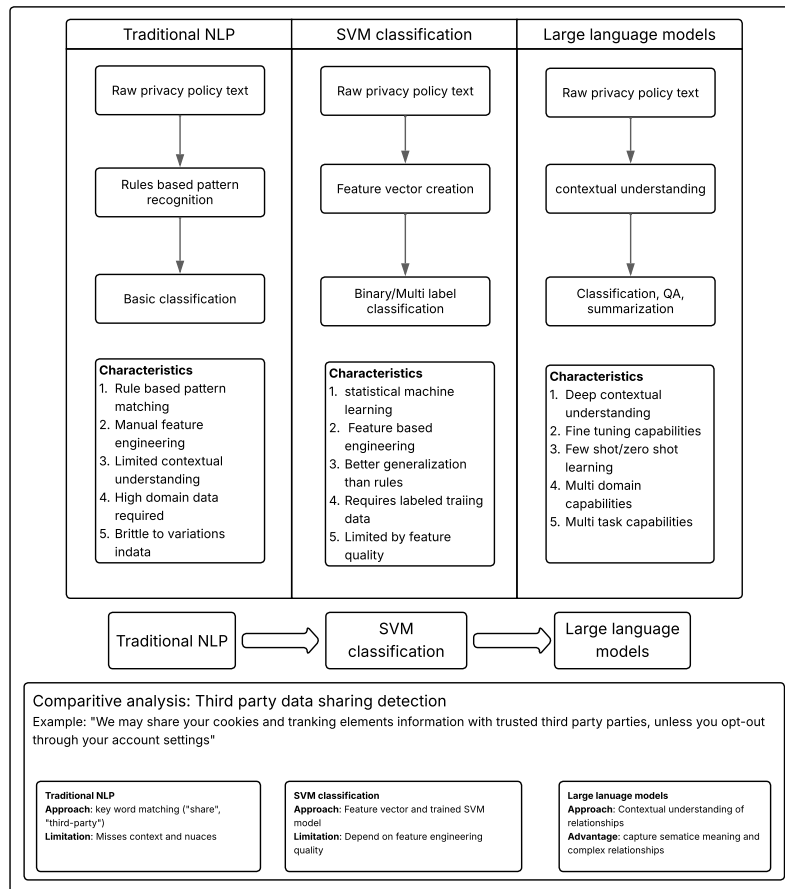 Traditional NLP
SVM classification
Large language models
Raw privacy policy text
Rules based pattern
recognition
Basic classification
Characteristics
1. Rule based pattern
matching
2. Manual feature
engineering
3. Limited contextual
understanding
4. High domain data
required
5. Brittle to variations
indata
Raw privacy policy text
Feature vector creation
Binary/Multi label
classification
Characteristics
1. statistical machine
learning
2. Feature based
engineering
3. Better generalization
than rules
4. Requires labeled traiing
data
5. Limited by feature
quality
Raw privacy policy text
contextual understanding
Classification, QA,
summarization
Characteristics
1. Deep contextual
understanding
2. Fine tuning capabilities
3. Few shot/zero shot
learning
4. Multi domain
capabilities
5. Multi task capabilities
Traditional NLP
SVM
classification
Large language
models
Comparitive analysis: Third party data sharing detection
Example: "We may share your cookies and tranking elements information with trusted third party parties, unless you opt-out
through your account settings"
Traditional NLP
Approach: key word matching ("share",
"third-party")
Limitation: Misses context and nuaces
SVM classification
Approach: Feature vector and trained SVM
model
Limitation: Depend on feature engineering
quality
Large lanuage models
Approach: Contextual understanding of
relationships
Advantage: capture sematice meaning and
complex relationships